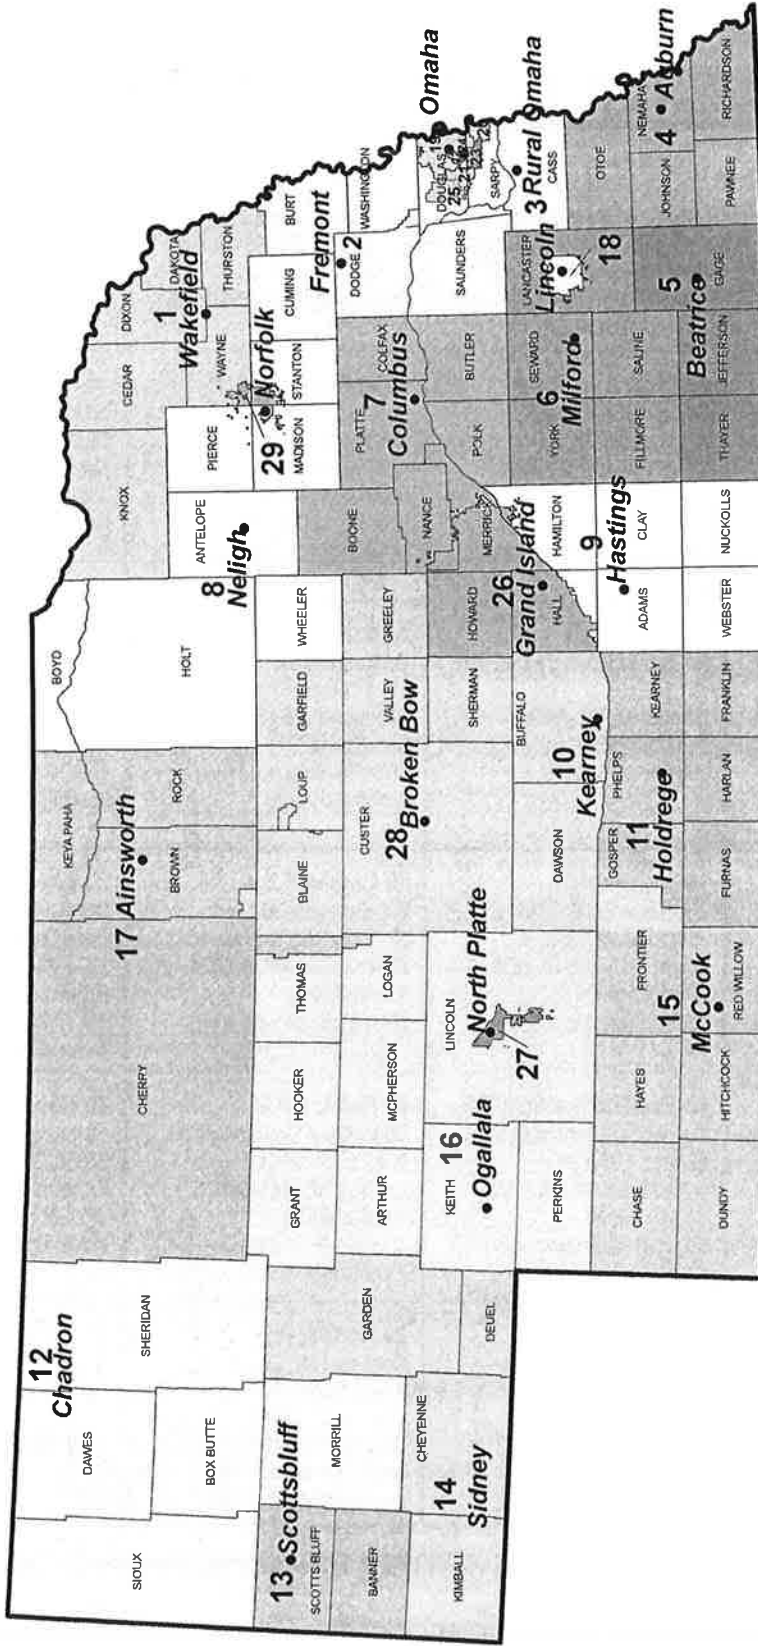 12
Chadron
SIOUX
DAWES
BOX BUTTE
SHERIDAN
13 Scottsbluff
SCOTTS BLUFF
BANNER
KIMBALL
MORRILL
CHEYENNE
14
Sidney
GARDEN
DEUEL
17
Ainsworth
CHERRY
KEYA PAHA
BROWN
ROCK
BOYD
HOLT
GRANT
HOOKER
THOMAS
BLAINE
LOUP
GARFIELD
WHEELER
ARTHUR
MCPHERSON
LOGAN
CUSTER
28 Broken Bow
VALLEY
GREELEY
KEITH
16
Ogallala
LINCOLN
North Platte
27
PERKINS
DAWSON
BUFFALO
10
Kearney
SHERMAN
HOWARD
26
Grand Island
HALL
CHASE
HAYES
FRONTIER
15
McCook
DUNDY
HITCHCOCK
RED WILLOW
GOSPER
PHELPS
11
Holdrege
KEARNEY
FURNAS
HARLAN
FRANKLIN
8
Neligh
ANTELOPE
KNOX
PIERCE
CEDAR
DIXON
DAKOTA
1
Wakefield
WAYNE
THURSTON
29 Norfolk
MADISON
STANTON
CUMING
BURT
BOONE
NANCE
MERRICK
PLATTE
7
Columbus
COLFAX
Fremont
DODGE 2
WASHINGTON
HAMILTON
9
Hastings
ADAMS
CLAY
WEBSTER
NUCKOLLS
POLK
BUTLER
SAUNDERS
DOUGLAS
Omaha
19
25
23
SARPY
3 Rural Omaha
CASS
YORK
6
SEWARD
Milford
LANCASTER
Lincoln
18
OTOE
FILLMORE
SALINE
5
Beatrice
GAGE
THAYER
JEFFERSON
JOHNSON
NEMAHA
4
Auburn
PAWNEE
RICHARDSON